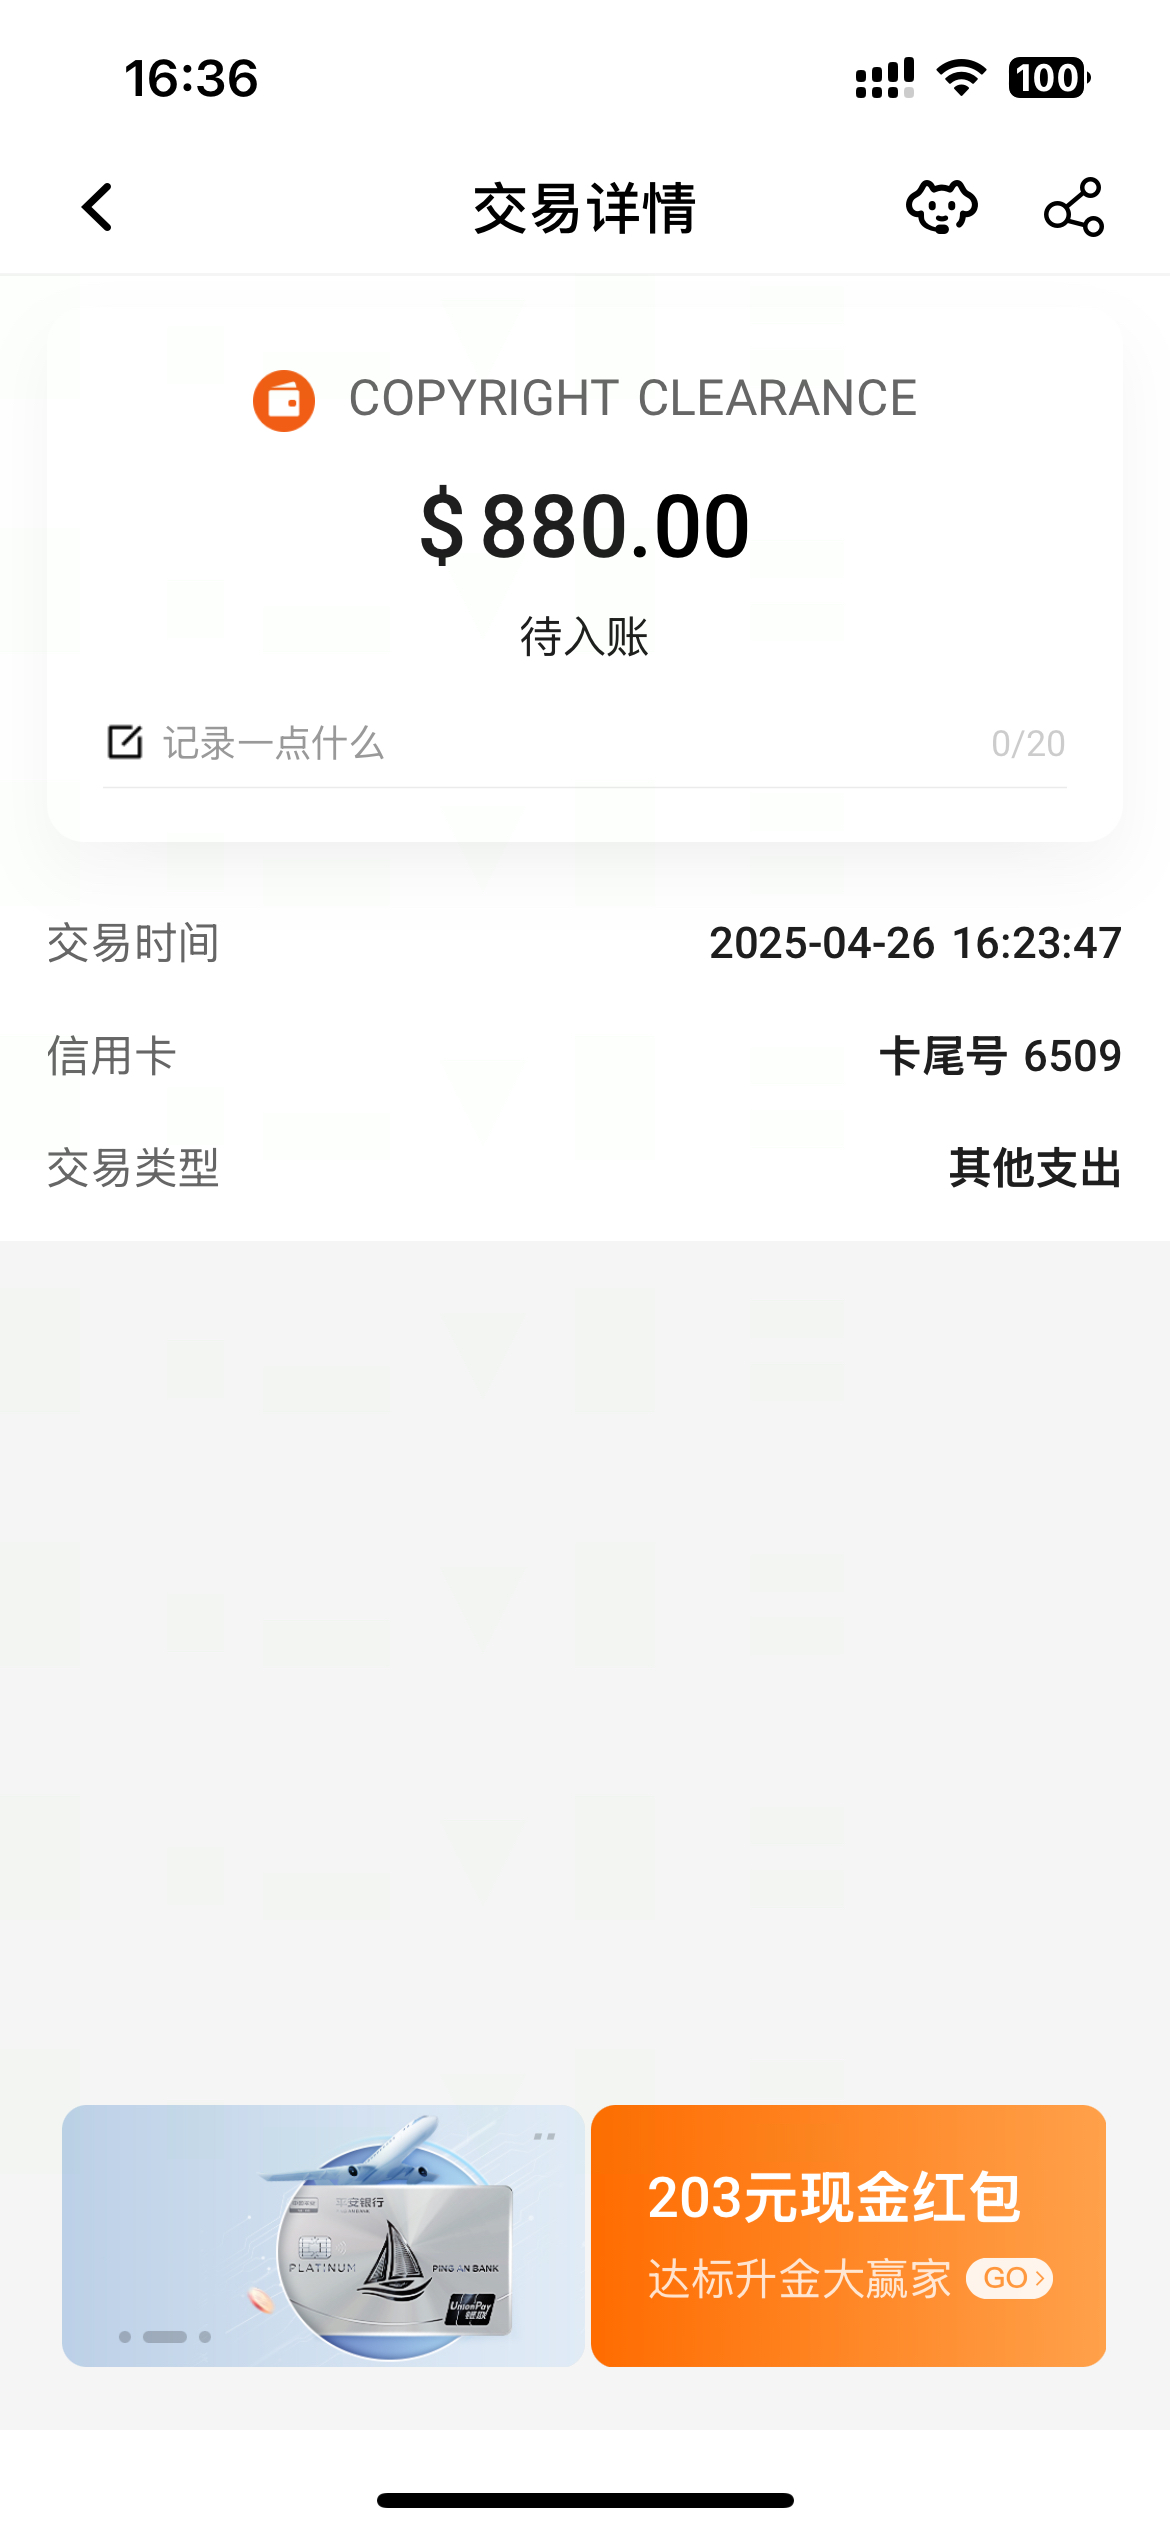 16:36
100
交易详情
COPYRIGHT CLEARANCE
$ 880.00
待入账
记录一点什么
0/20
交易时间
2025-04-26 16:23:47
信用卡
卡尾号 6509
交易类型
其他支出
平安银行
PLATINUM
PING AN BANK
UnionPay
银联
203元现金红包
达标升金大赢家
GO